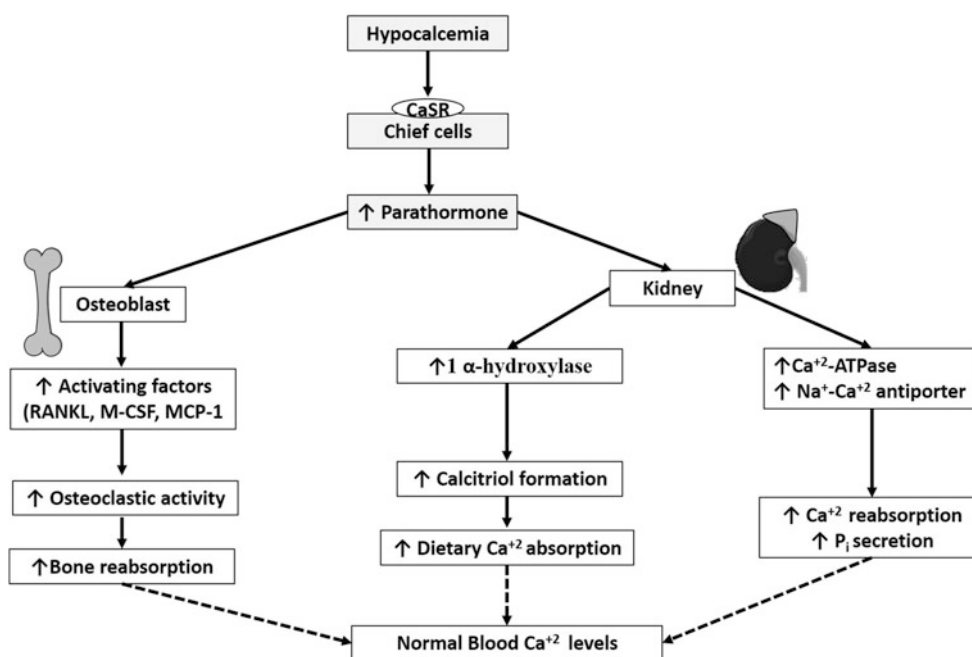 Hypocalcemia
CaSR
Chief cells
↑ Parathormone
Osteoblast
↑ Activating factors
(RANKL, M-CSF, MCP-1
↑ Osteoclastic activity
↑Bone reabsorption
Kidney
↑1 α-hydroxylase
↑ Calcitriol formation
↑ Dietary Ca⁺² absorption
↑Ca⁺²-ATPase
↑ Na⁺-Ca⁺² antiporter
↑ Ca⁺² reabsorption
↑ Pᵢ secretion
Normal Blood Ca⁺² levels